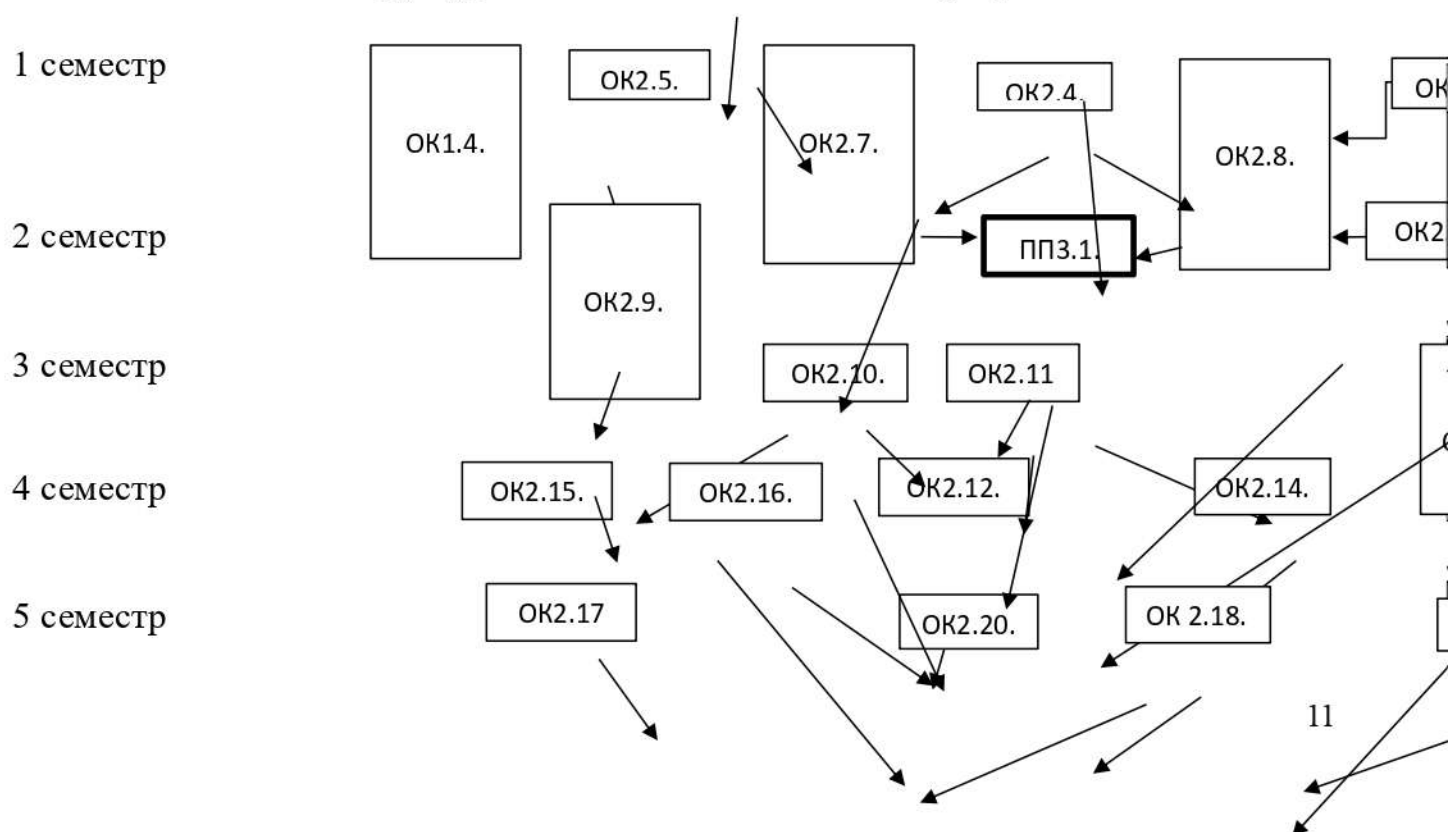 1 семестр
ОК2.5.
ОК2.4.
ОК
ОК1.4.
ОК2.7.
ОК2.8.
2 семестр
ПП3.1.
ОК2
ОК2.9.
3 семестр
ОК2.10.
ОК2.11
4 семестр
ОК2.15.
ОК2.16.
ОК2.12.
ОК2.14.
5 семестр
ОК2.17
ОК2.20.
ОК 2.18.
11